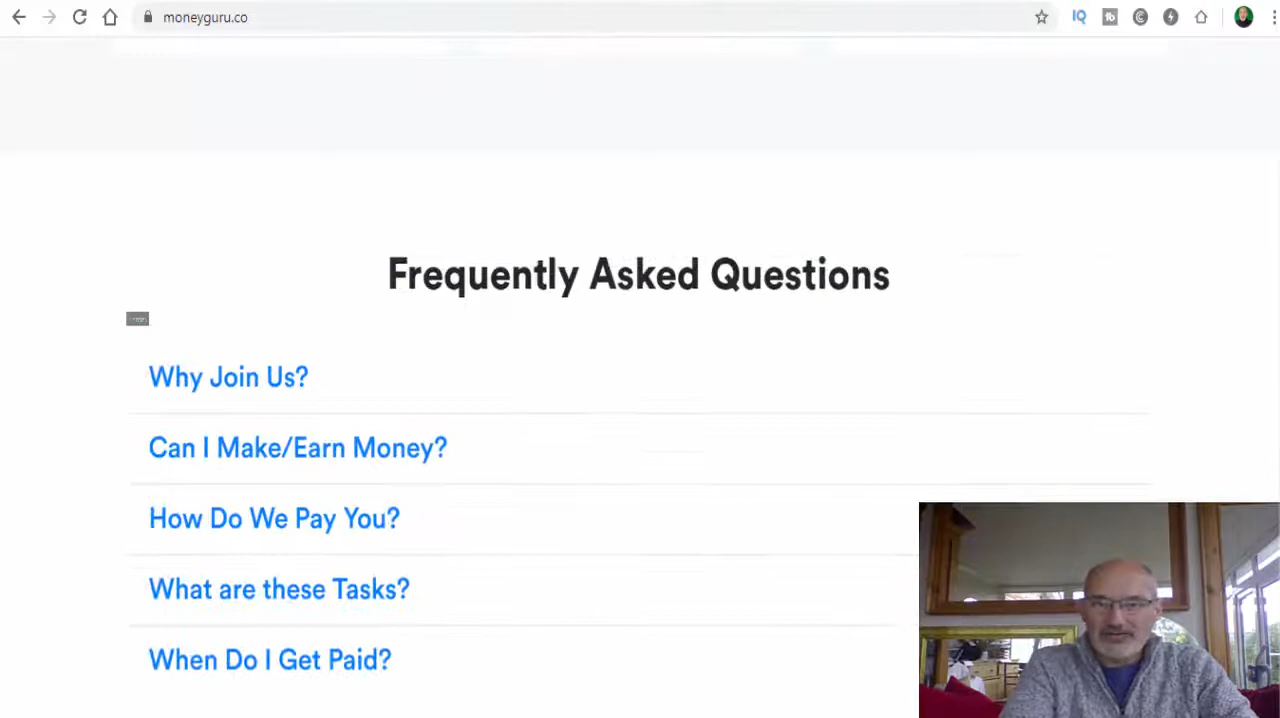 moneyguru.co
Frequently Asked Questions
Why Join Us?
Can I Make/Earn Money?
How Do We Pay You?
What are these Tasks?
When Do I Get Paid?